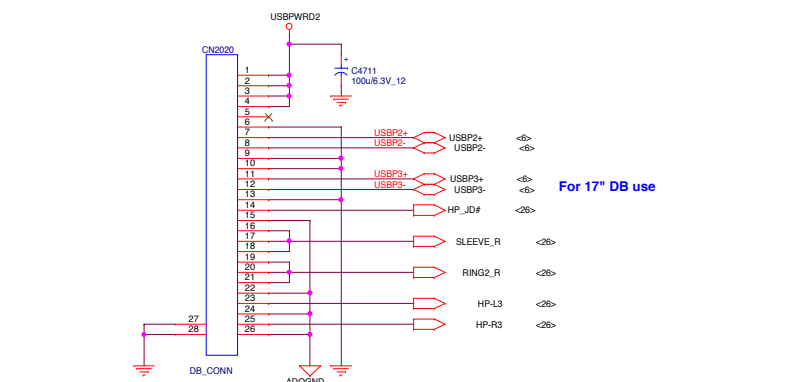 USBPWRD2
CN2020
+
C4711
100u/6.3V_12
1
2
3
4
5
6
7 USBP2+ USBP2+ <6>
8 USBP2- USBP2- <6>
9
10
11 USBP3+ USBP3+ <6>
12 USBP3- USBP3- <6>
For 17" DB use
13
14 HP_JD# <26>
15
16
17 SLEEVE_R <26>
18
19
20 RING2_R <26>
21
22
23 HP-L3 <26>
24
27 25 HP-R3 <26>
28 26
DB_CONN
ADOGND